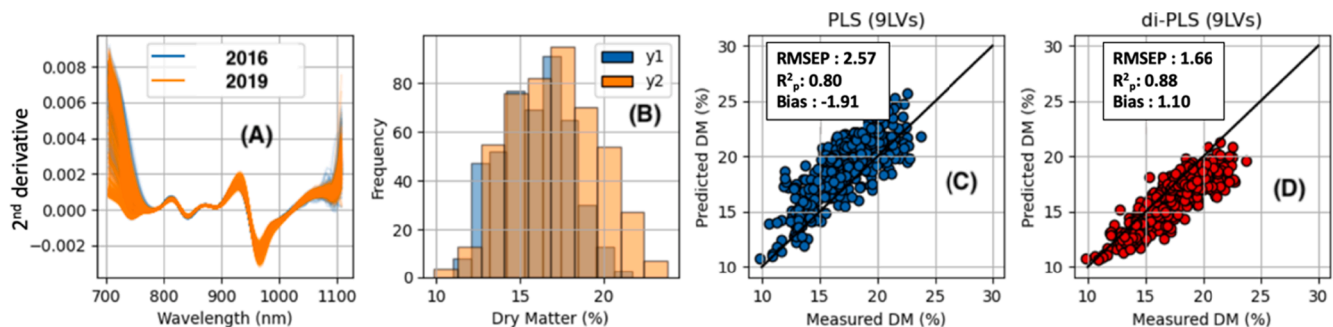 2nd derivative
0.008
0.006
0.004
0.002
0.000
−0.002
2016
2019
(A)
700 800 900 1000 1100
Wavelength (nm)
Frequency
80
60
40
20
0
y1
y2
(B)
10 15 20
Dry Matter (%)
PLS (9LVs)
Predicted DM (%)
30
25
20
15
10
RMSEP : 2.57
R²p: 0.80
Bias : -1.91
(C)
10 15 20 25 30
Measured DM (%)
di-PLS (9LVs)
Predicted DM (%)
30
25
20
15
10
RMSEP : 1.66
R²p: 0.88
Bias : 1.10
(D)
10 15 20 25 30
Measured DM (%)